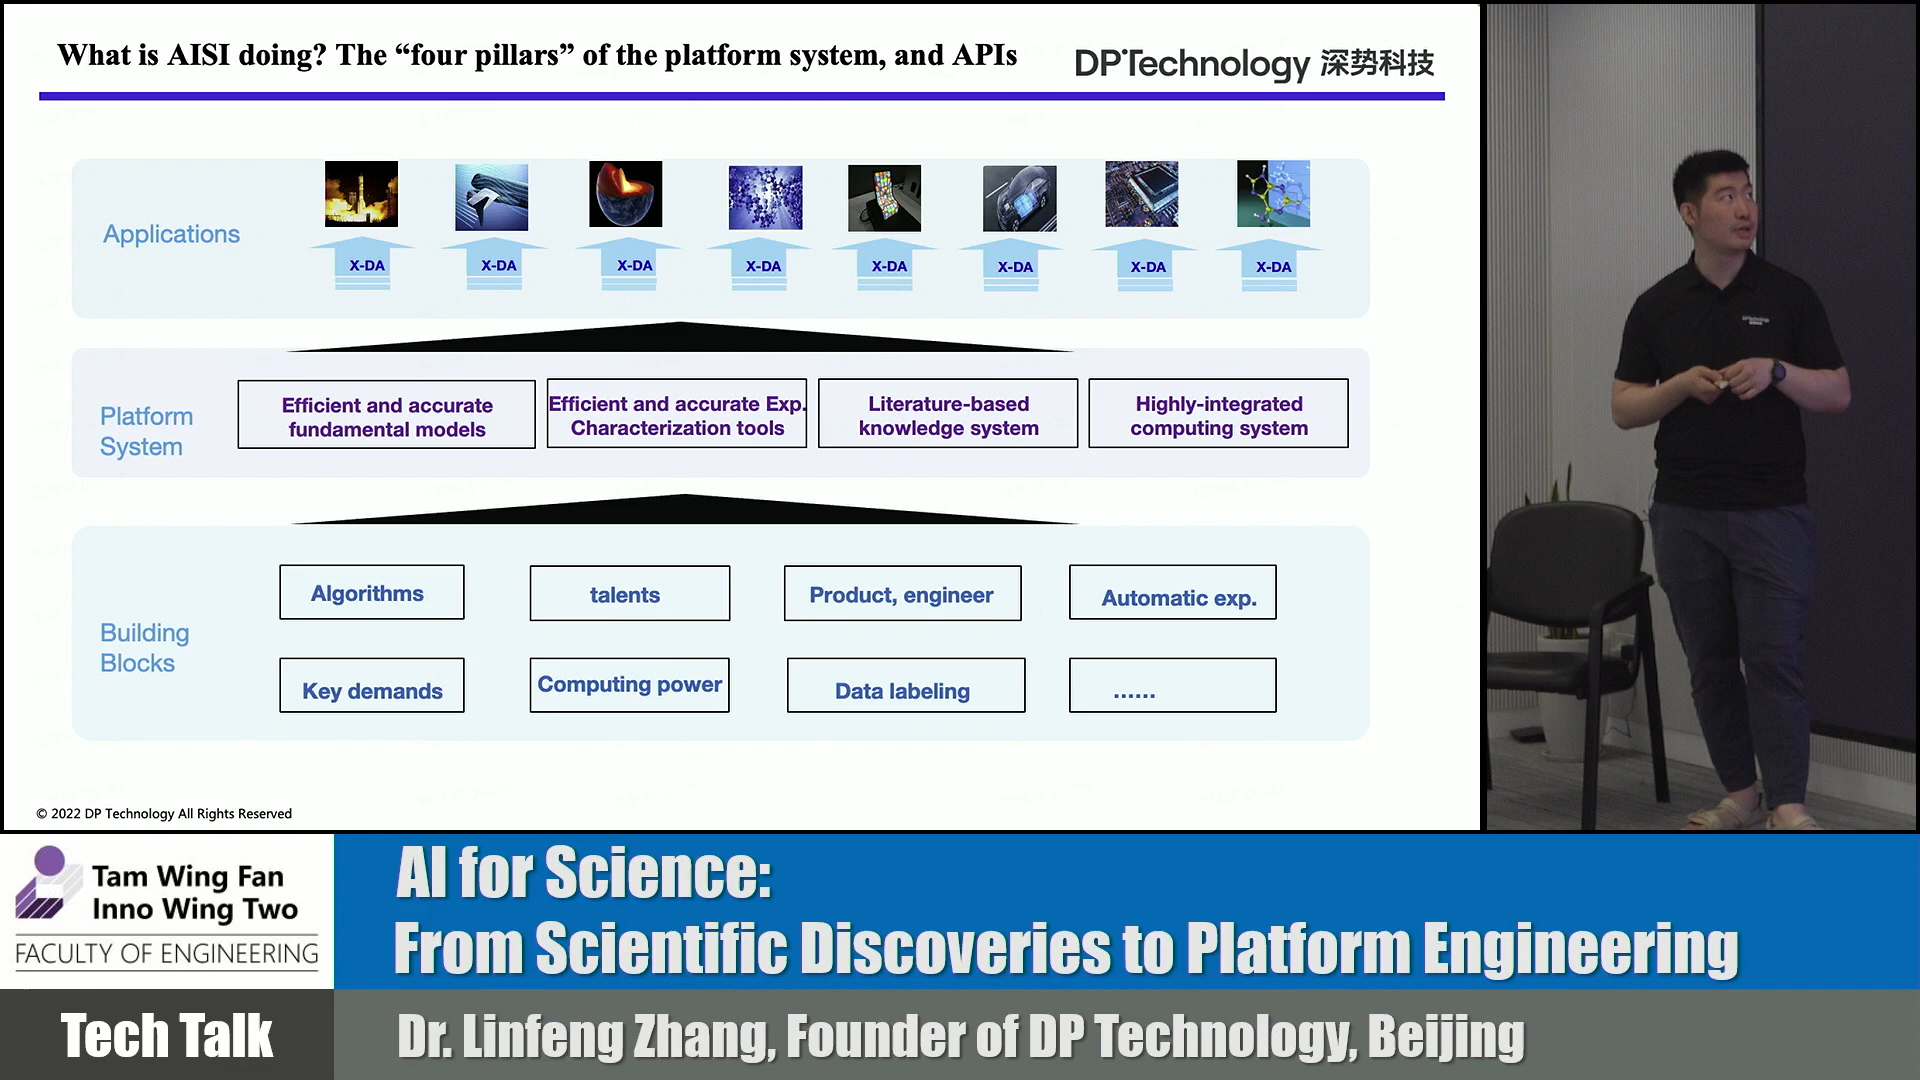 What is AISI doing? The “four pillars” of the platform system, and APIs
DPTechnology 深势科技
Applications
X-DA
X-DA
X-DA
X-DA
X-DA
X-DA
X-DA
X-DA
Platform
System
Efficient and accurate
fundamental models
Efficient and accurate Exp.
Characterization tools
Literature-based
knowledge system
Highly-integrated
computing system
Building
Blocks
Algorithms
talents
Product, engineer
Automatic exp.
Key demands
Computing power
Data labeling
......
© 2022 DP Technology All Rights Reserved
Tam Wing Fan
Inno Wing Two
FACULTY OF ENGINEERING
AI for Science:
From Scientific Discoveries to Platform Engineering
Tech Talk
Dr. Linfeng Zhang, Founder of DP Technology, Beijing